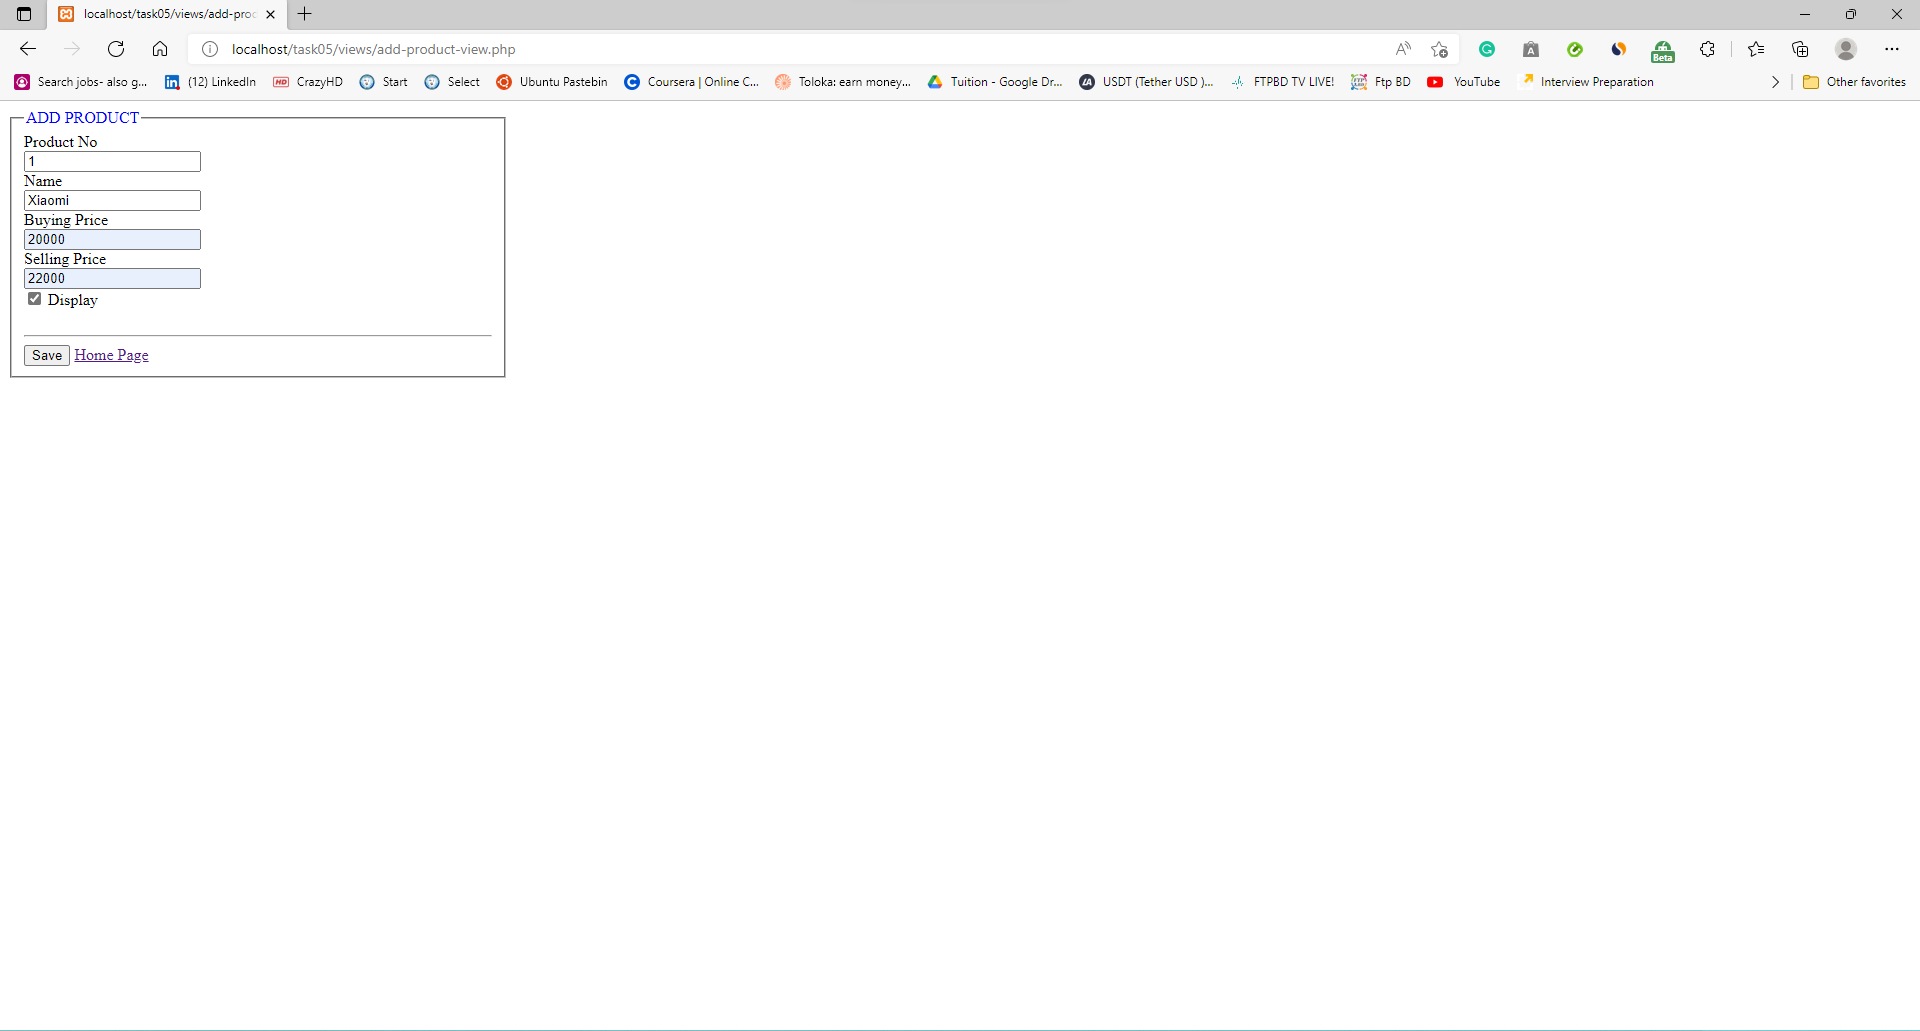 localhost/task05/views/add-pro
localhost/task05/views/add-product-view.php
Beta
Search jobs- also g... (12) LinkedIn HD CrazyHD Start Select Ubuntu Pastebin Coursera | Online C... Toloka: earn money... Tuition - Google Dr... USDT (Tether USD )... FTPBD TV LIVE! Ftp BD YouTube Interview Preparation Other favorites
ADD PRODUCT
Product No
1
Name
Xiaomi
Buying Price
20000
Selling Price
22000
Display
Save Home Page